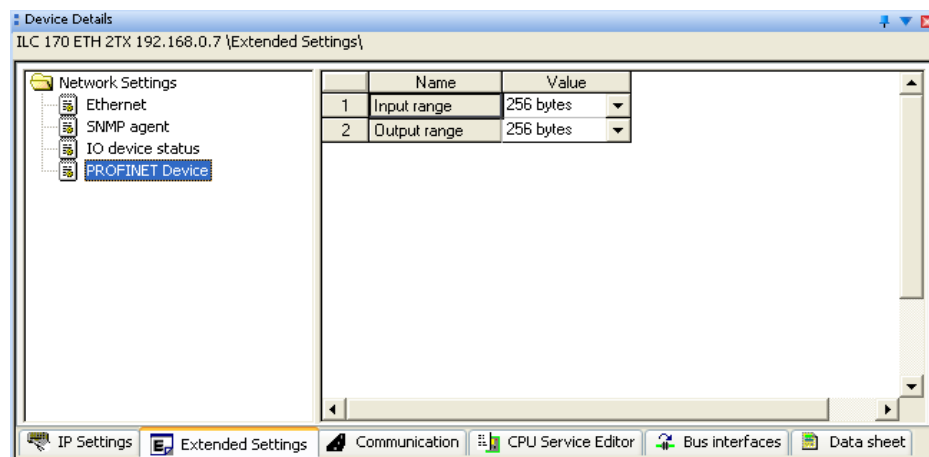 Device Details
ILC 170 ETH 2TX 192.168.0.7 \Extended Settings\
Network Settings
Ethernet
SNMP agent
IO device status
PROFINET Device
Name Value
1 Input range 256 bytes
2 Output range 256 bytes
IP Settings Extended Settings Communication CPU Service Editor Bus interfaces Data sheet